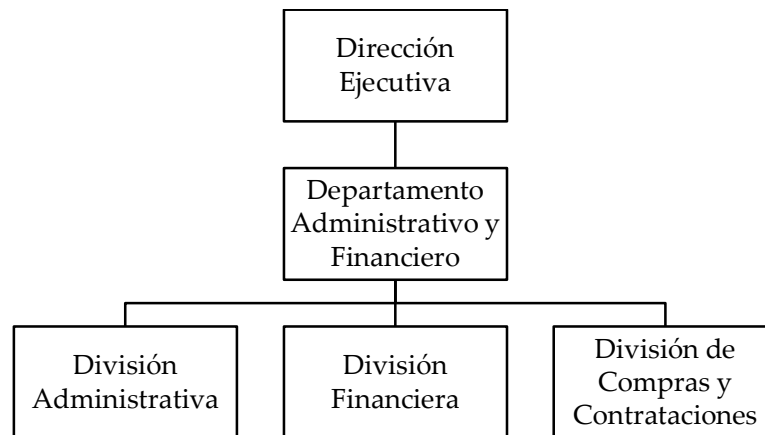 Dirección
Ejecutiva
Departamento
Administrativo y
Financiero
División
Administrativa
División
Financiera
División de
Compras y
Contrataciones